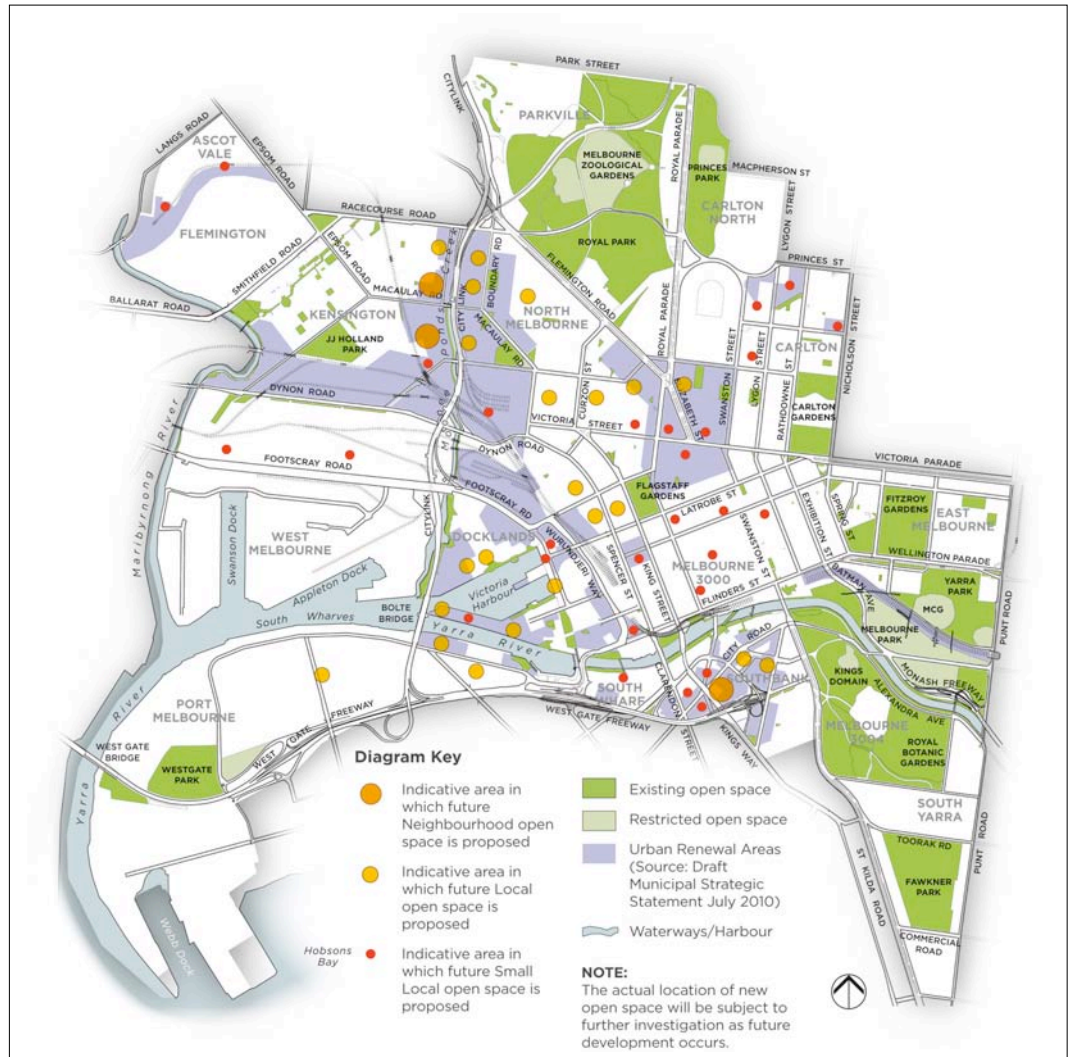 PARK STREET
CITYLINK
PARKVILLE
LANGS ROAD
ASCOT
VALE
EPSOM ROAD
ROYAL PARADE
MELBOURNE
ZOOLOGICAL
GARDENS
PRINCES
PARK
MACPHERSON ST
CARLTON
NORTH
LYGON STREET
RACECOURSE ROAD
FLEMINGTON
ROYAL PARK
PRINCES ST
SMITHFIELD ROAD
EPSOM ROAD
Moonee Ponds Creek
CITY LINK
BOUNDARY RD
FLEMINGTON ROAD
ROYAL PARADE
BALLARAT ROAD
MACAULAY RD
KENSINGTON
NORTH
MELBOURNE
MACAULAY RD
JJ HOLLAND
PARK
SWANSTON STREET
LYGON STREET
CARLTON
NICHOLSON STREET
DYNON ROAD
CURZON ST
ELIZABETH ST
SWANSTON
LYGON
RATHDOWNE ST
CARLTON
GARDENS
VICTORIA STREET
DYNON ROAD
VICTORIA PARADE
Maribyrnong River
FOOTSCRAY ROAD
FOOTSCRAY RD
FLAGSTAFF
GARDENS
LATROBE ST
EXHIBITION ST
SPRING ST
FITZROY
GARDENS
EAST
MELBOURNE
CITYLINK
WEST
MELBOURNE
Swanson Dock
DOCKLANDS
WURUNDJERI WAY
SPENCER ST
KING STREET
MELBOURNE
3000
SWANSTON ST
WELLINGTON PARADE
Appleton Dock
Victoria
Harbour
FLINDERS ST
BATMAN AVE
YARRA
PARK
MCG
PUNT ROAD
South Wharves
BOLTE
BRIDGE
Yarra River
MELBOURNE
PARK
CITY ROAD
SOUTHBANK
KINGS
DOMAIN
ALEXANDRA AVE
MONASH FREEWAY
PORT
MELBOURNE
SOUTH
WHARF
CLARENDON STREET
WEST GATE FREEWAY
WEST GATE FREEWAY
KINGS WAY
MELBOURNE
3004
ROYAL
BOTANIC
GARDENS
WEST GATE
BRIDGE
WESTGATE
PARK
Yarra River
SOUTH
YARRA
PUNT ROAD
TOORAK RD
ST KILDA ROAD
FAWKNER
PARK
COMMERCIAL
ROAD
Webb Dock
Hobsons
Bay
Diagram Key
Indicative area in
which future
Neighbourhood open
space is proposed
Indicative area in
which future Local
open space is
proposed
Indicative area in
which future Small
Local open space is
proposed
Existing open space
Restricted open space
Urban Renewal Areas
(Source: Draft
Municipal Strategic
Statement July 2010)
Waterways/Harbour
NOTE:
The actual location of new
open space will be subject to
further investigation as future
development occurs.